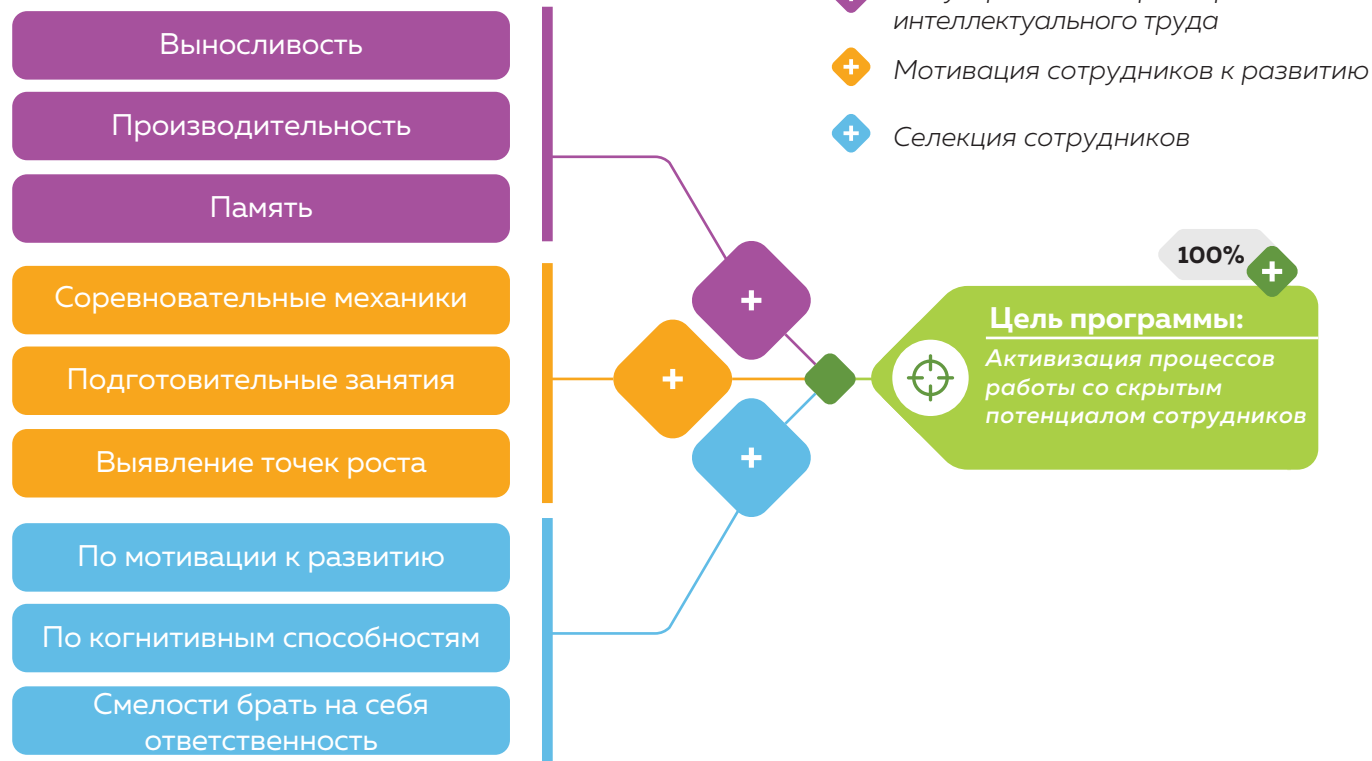 Выносливость
Производительность
Память
Соревновательные механики
Подготовительные занятия
Выявление точек роста
По мотивации к развитию
По когнитивным способностям
Смелости брать на себя
ответственность
интеллектуального труда
Мотивация сотрудников к развитию
Селекция сотрудников
100%
Цель программы:
Активизация процессов
работы со скрытым
потенциалом сотрудников